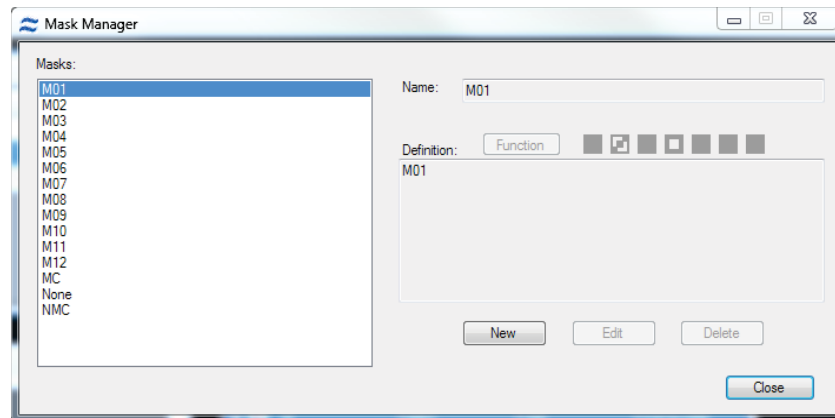 Mask Manager
Masks:
M01
M02
M03
M04
M05
M06
M07
M08
M09
M10
M11
M12
MC
None
NMC
Name: M01
Definition: Function
M01
New Edit Delete
Close